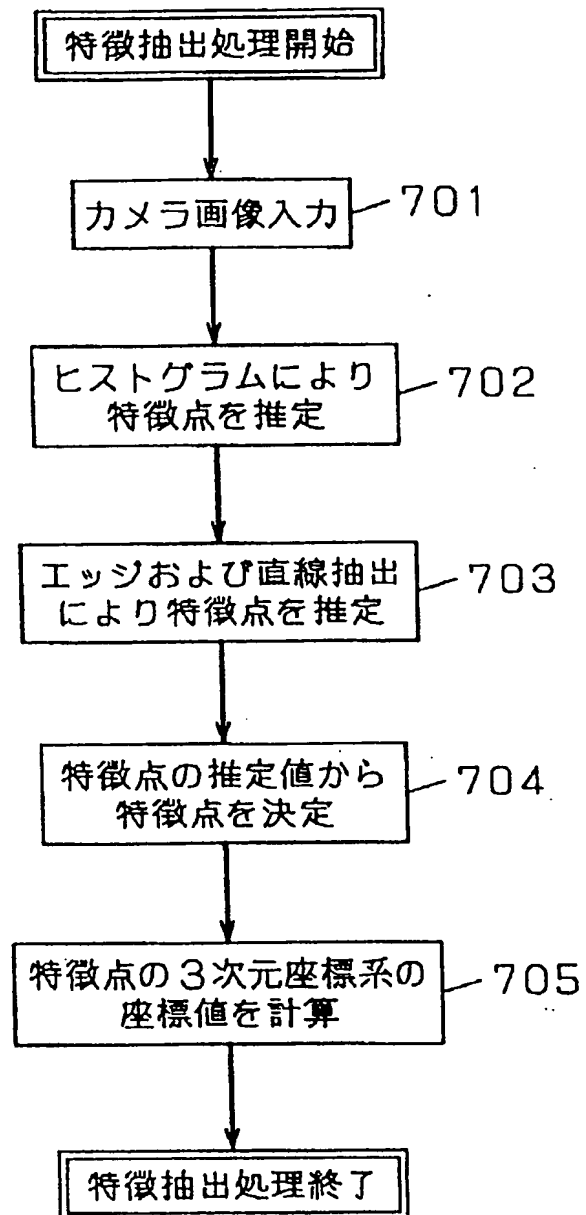 特徴抽出処理開始
カメラ画像入力
701
ヒストグラムにより
特徴点を推定
702
エッジおよび直線抽出
により特徴点を推定
703
特徴点の推定値から
特徴点を決定
704
特徴点の3次元座標系の
座標値を計算
705
特徴抽出処理終了